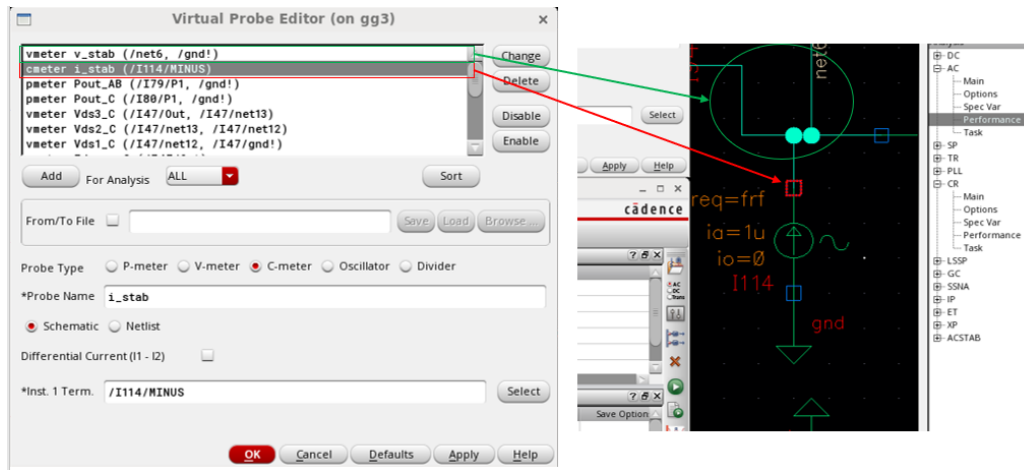 Virtual Probe Editor (on gg3)
vmeter v_stab (/net6, /gnd!)
cmeter i_stab (/I114/MINUS)
pmeter Pout_AB (/I79/P1, /gnd!)
pmeter Pout_C (/I80/P1, /gnd!)
vmeter Vds3_C (/I47/Out, /I47/net13)
vmeter Vds2_C (/I47/net13, /I47/net12)
vmeter Vds1_C (/I47/net12, /I47/gnd!)
Change
Delete
Disable
Enable
Add
For Analysis
ALL
Sort
From/To File
Save
Load
Browse...
Probe Type
P-meter
V-meter
C-meter
Oscillator
Divider
*Probe Name
i_stab
Schematic
Netlist
Differential Current (I1 - I2)
*Inst. 1 Term.
/I114/MINUS
Select
OK
Cancel
Defaults
Apply
Help
Select
Apply
Help
cādence
? 
AC
DC
Trans
?
Save Option
net6
req=frf
ia=1u
io=0
I114
gnd
DC
AC
Main
Options
Spec Var
Performance
Task
SP
TR
PLL
CR
Main
Options
Spec Var
Performance
Task
LSSP
GC
SSNA
IP
ET
XP
ACSTAB